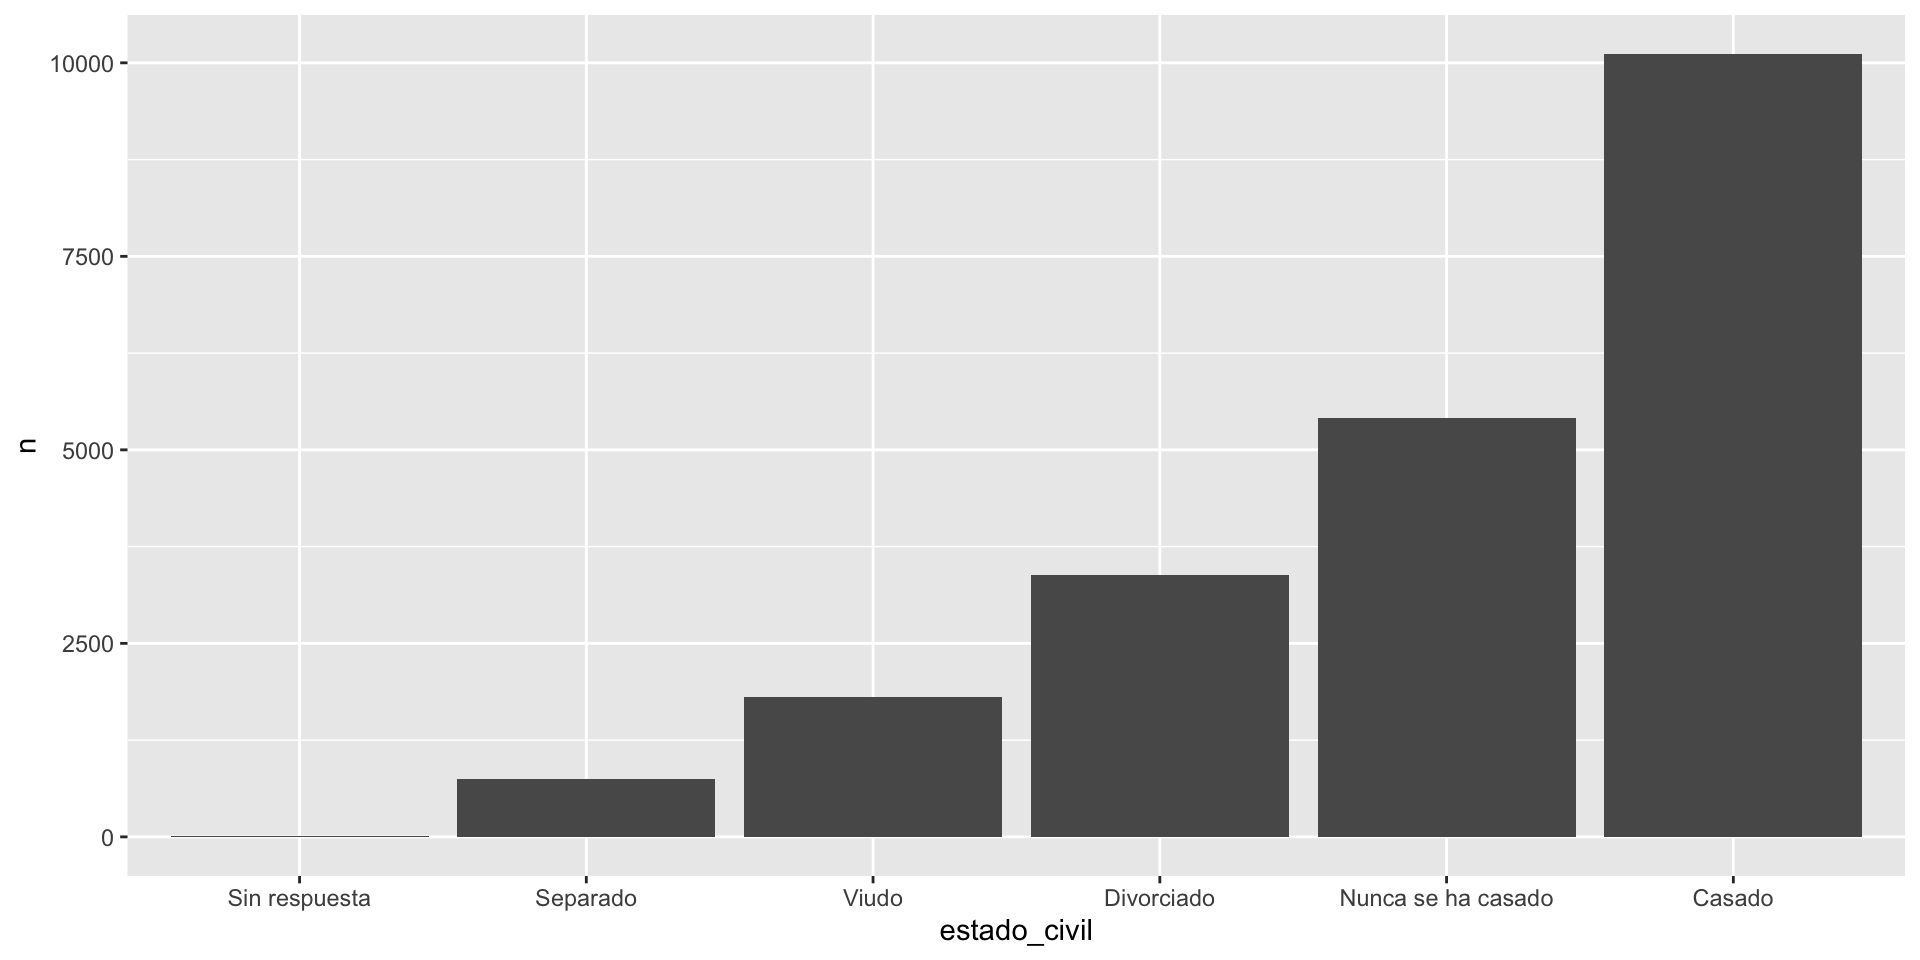 10000
7500
5000
2500
0
n
Sin respuesta Separado Viudo Divorciado Nunca se ha casado Casado
estado_civil